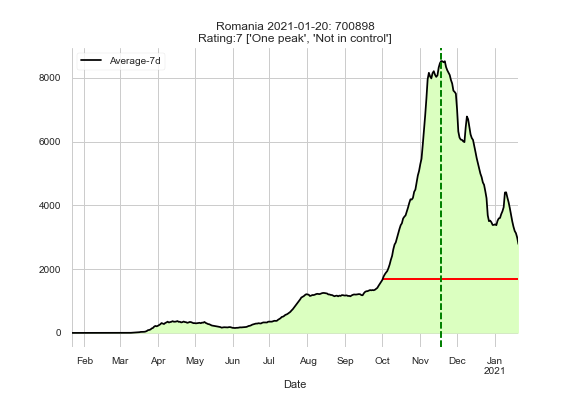 Romania 2021-01-20: 700898
Rating:7 ['One peak', 'Not in control']
Average-7d
8000
6000
4000
2000
0
Feb Mar Apr May Jun Jul Aug Sep Oct Nov Dec Jan
2021
Date